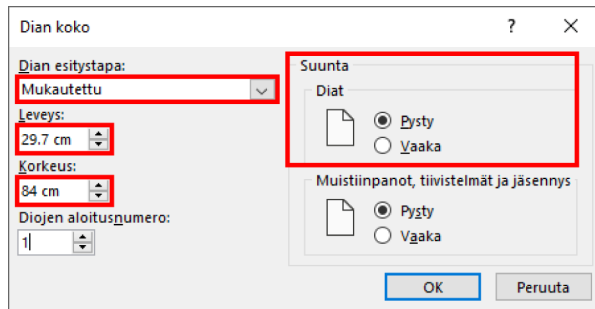 Dian koko
?
Dian esitystapa:
Mukautettu
Leveys:
29.7 cm
Korkeus:
84 cm
Diojen aloitusnumero:
1
Suunta
Diat
Pysty
Vaaka
Muistiinpanot, tiivistelmät ja jäsennys
Pysty
Vaaka
OK
Peruuta